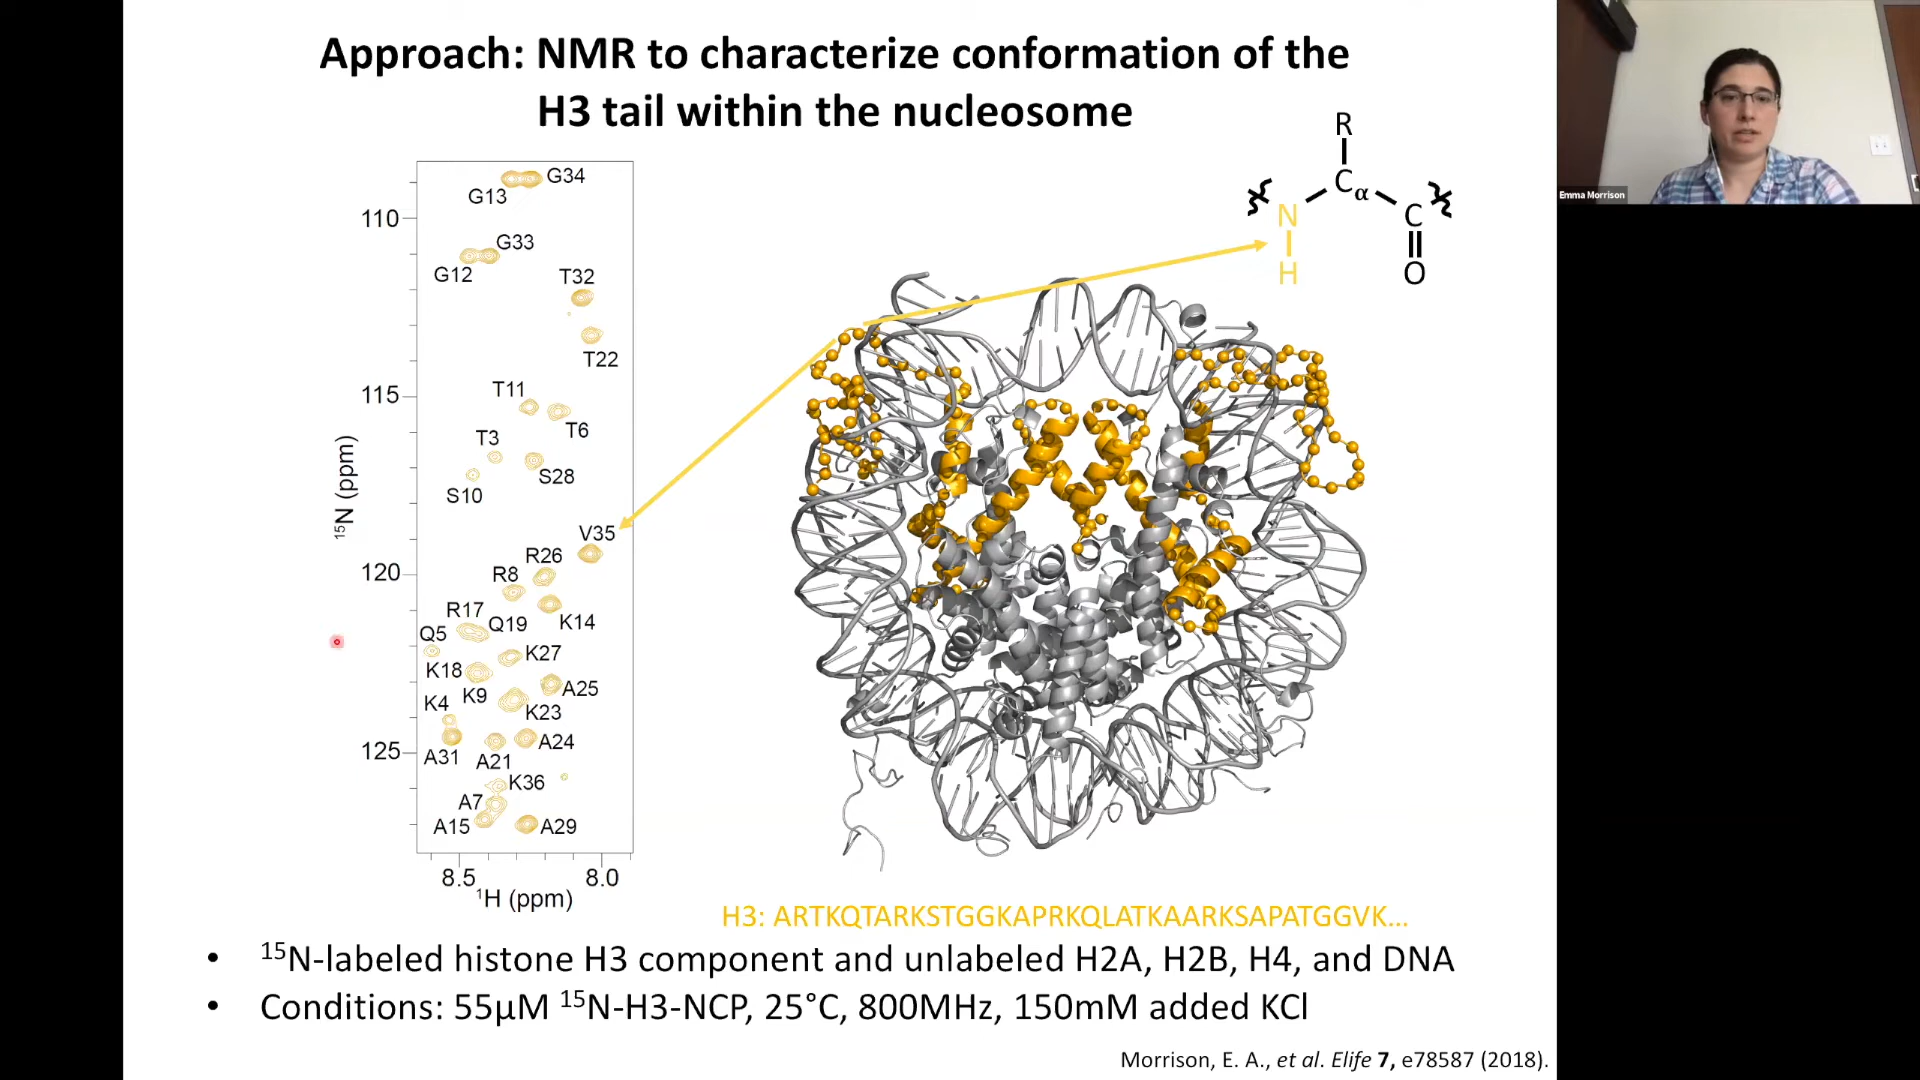 Approach: NMR to characterize conformation of the
H3 tail within the nucleosome
R
Cα
N
C
H
O
Emma Morrison
G34
G13
110
G33
G12
T32
T22
T11
115
T6
T3
S28
S10
15N (ppm)
V35
R26
120
R8
R17
Q19
K14
Q5
K27
K18
A25
K9
K4
K23
A24
A31
125
A21
K36
A7
A15
A29
8.5
8.0
1H (ppm)
H3: ARTKQTARKSTGGKAPRKQLATKAARKSAPATGGVK...
• 15N-labeled histone H3 component and unlabeled H2A, H2B, H4, and DNA
• Conditions: 55µM 15N-H3-NCP, 25°C, 800MHz, 150mM added KCl
Morrison, E. A., et al. Elife 7, e78587 (2018).